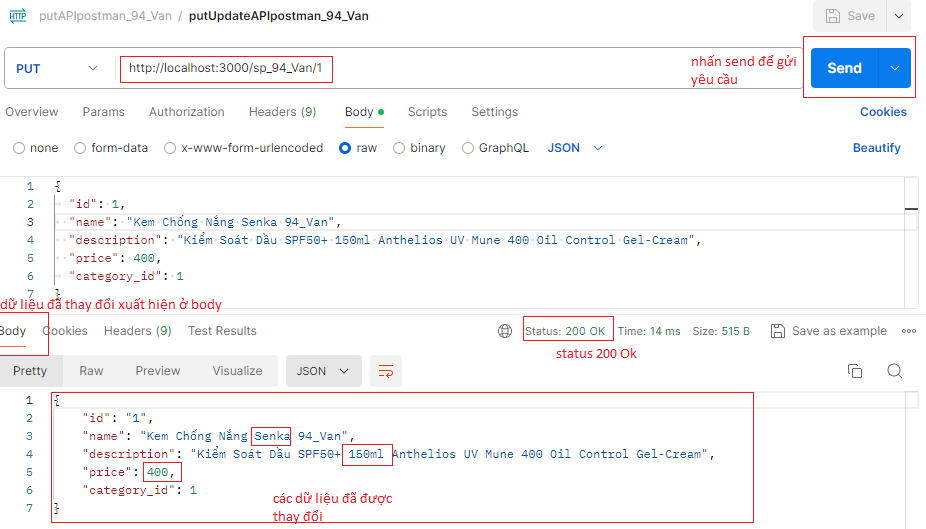 HTTP putAPIpostman_94_Van / putUpdateAPIpostman_94_Van Save
PUT http://localhost:3000/sp_94_Van/1 nhấn send để gửi yêu cầu Send
Overview Params Authorization Headers (9) Body Scripts Settings Cookies
none form-data x-www-form-urlencoded raw binary GraphQL JSON Beautify
1 {
2 "id": 1,
3 "name": "Kem Chống Nắng Senka 94_Van",
4 "description": "Kiểm Soát Dầu SPF50+ 150ml Anthelios UV Mune 400 Oil Control Gel-Cream",
5 "price": 400,
6 "category_id": 1
7 }
dữ liệu đã thay đổi xuất hiện ở body
Body Cookies Headers (9) Test Results Status: 200 OK Time: 14 ms Size: 515 B Save as example
status 200 Ok
Pretty Raw Preview Visualize JSON
1 {
2 "id": "1",
3 "name": "Kem Chống Nắng Senka 94_Van",
4 "description": "Kiểm Soát Dầu SPF50+ 150ml Anthelios UV Mune 400 Oil Control Gel-Cream",
5 "price": 400,
6 "category_id": 1
7 }
các dữ liệu đã được
thay đổi